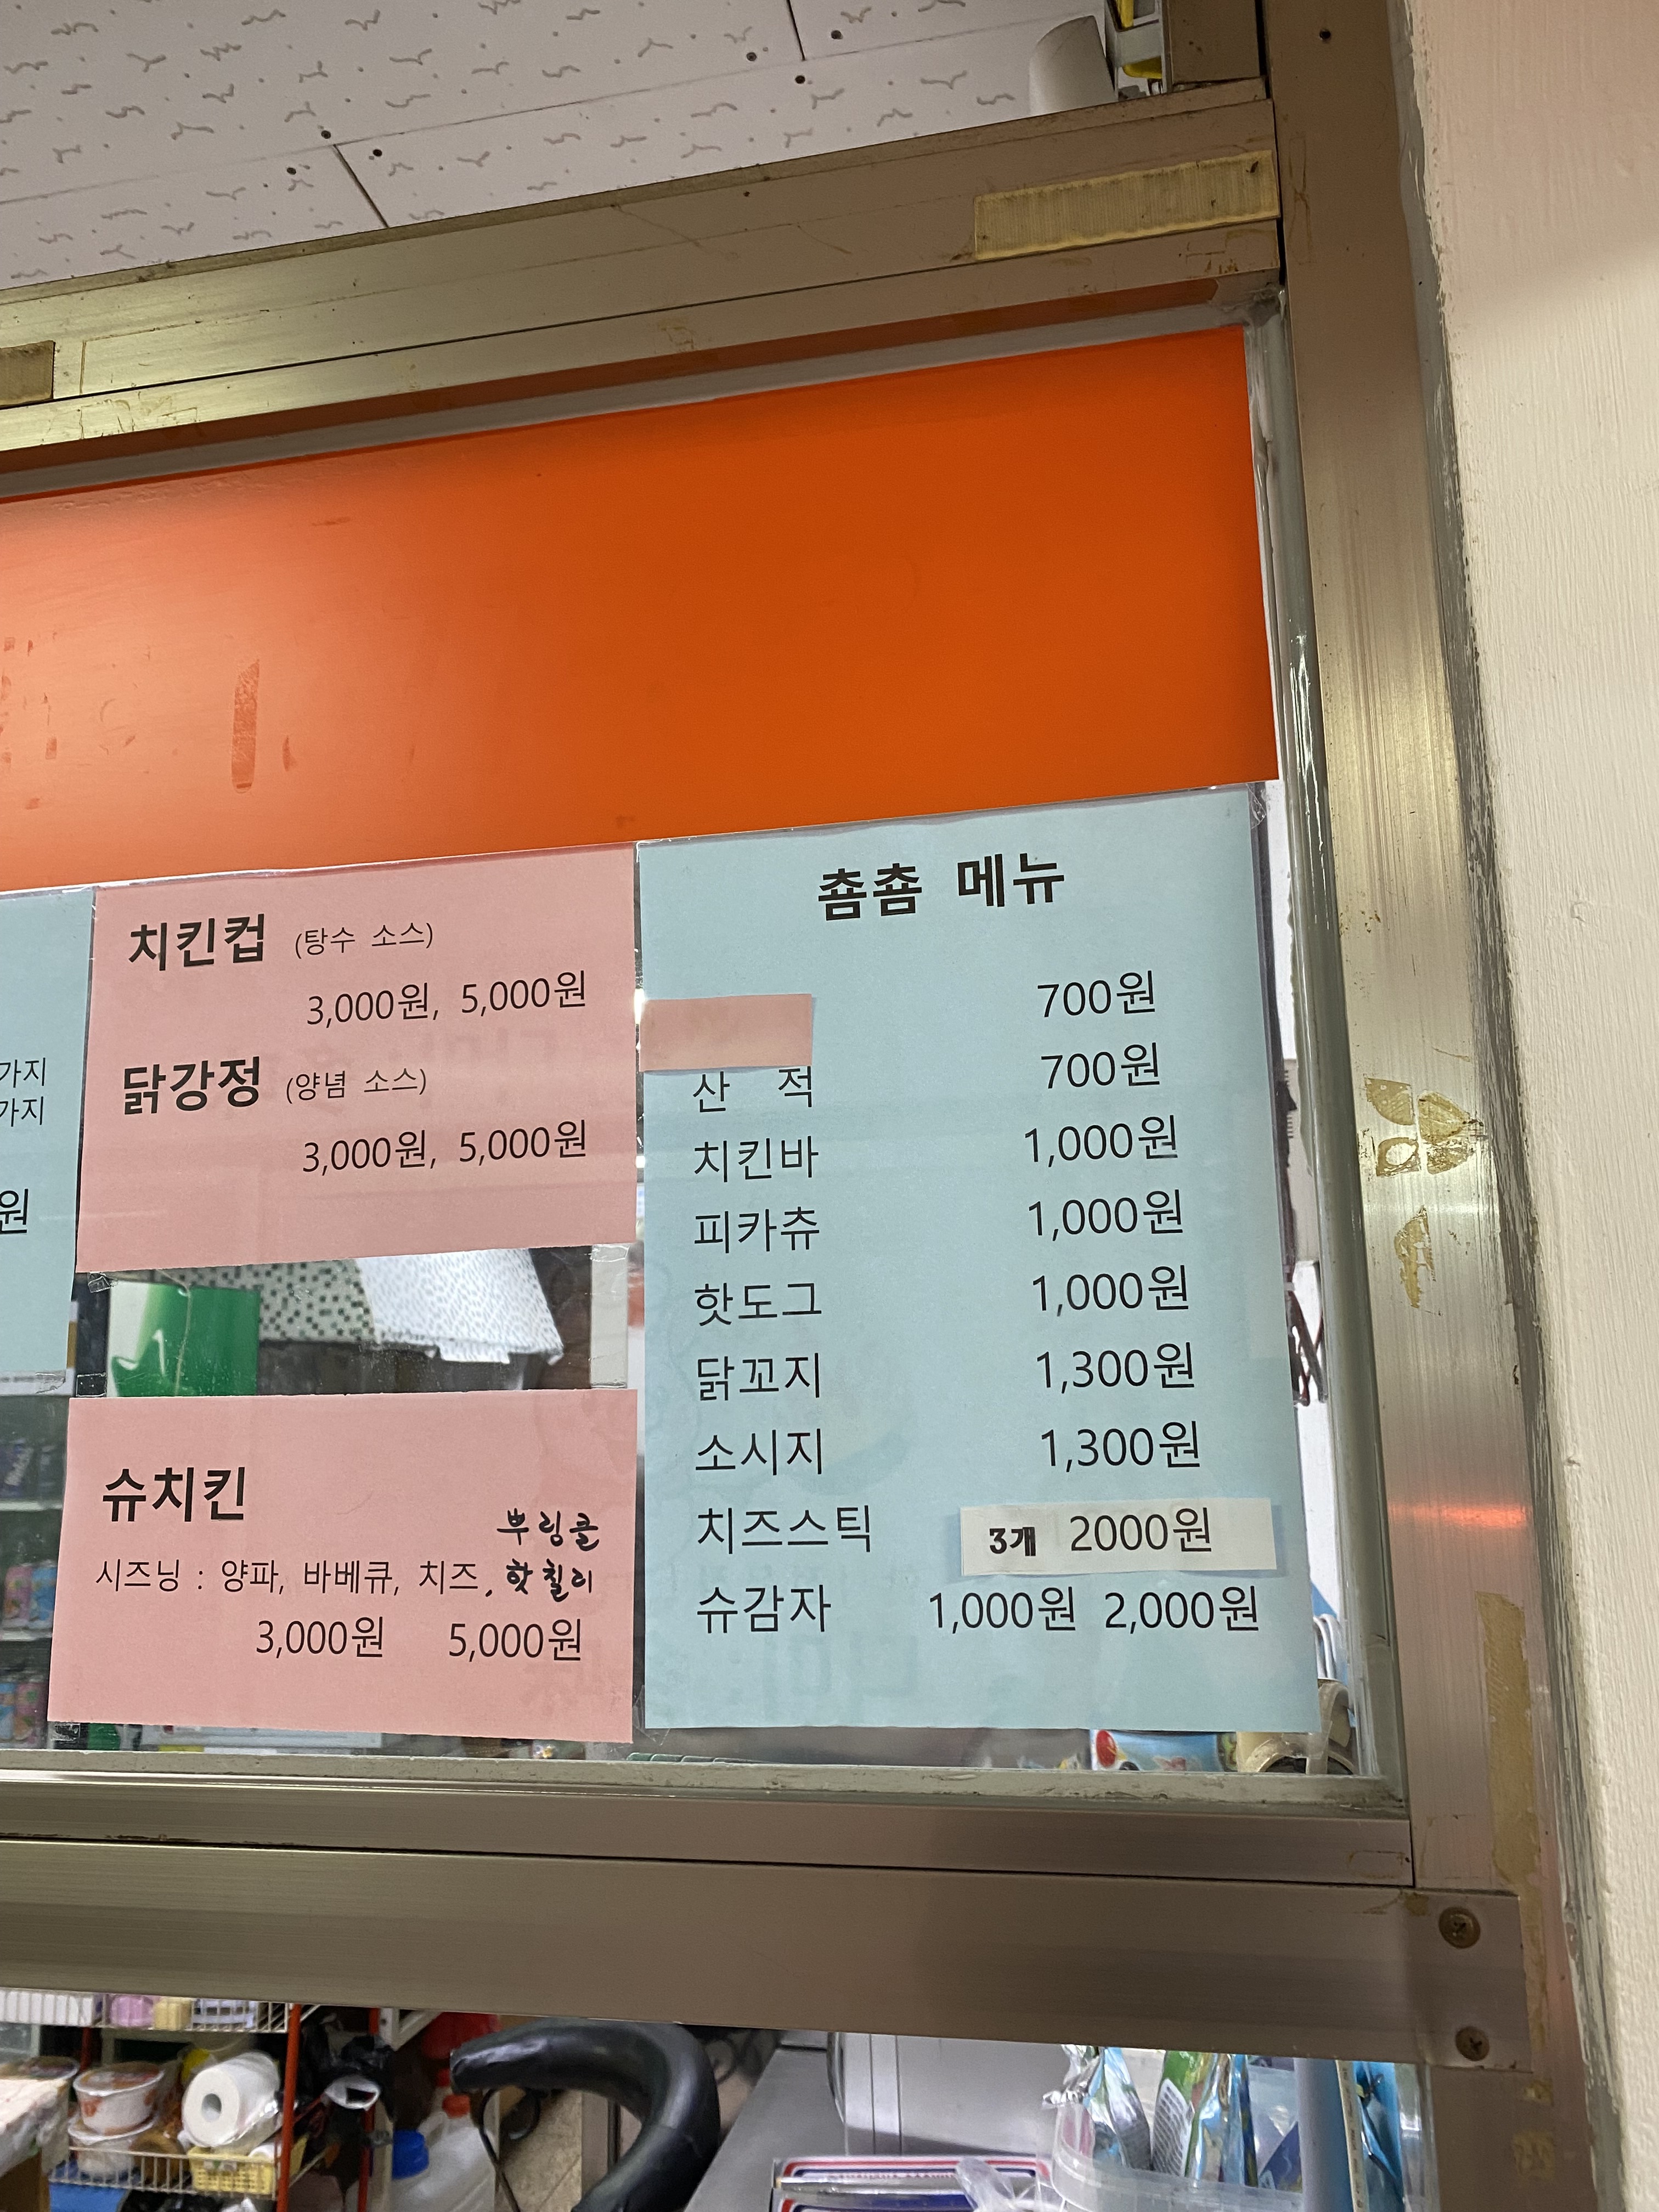 가지
가지
원
치킨컵 (탕수 소스)
3,000원, 5,000원
닭강정 (양념 소스)
3,000원, 5,000원
슈치킨
뿌링클
시즈닝 : 양파, 바베큐, 치즈, 핫칠리
3,000원 5,000원
춈춈 메뉴
700원
산 적 700원
치킨바 1,000원
피카츄 1,000원
핫도그 1,000원
닭꼬지 1,300원
소시지 1,300원
치즈스틱 3개 2000원
슈감자 1,000원 2,000원